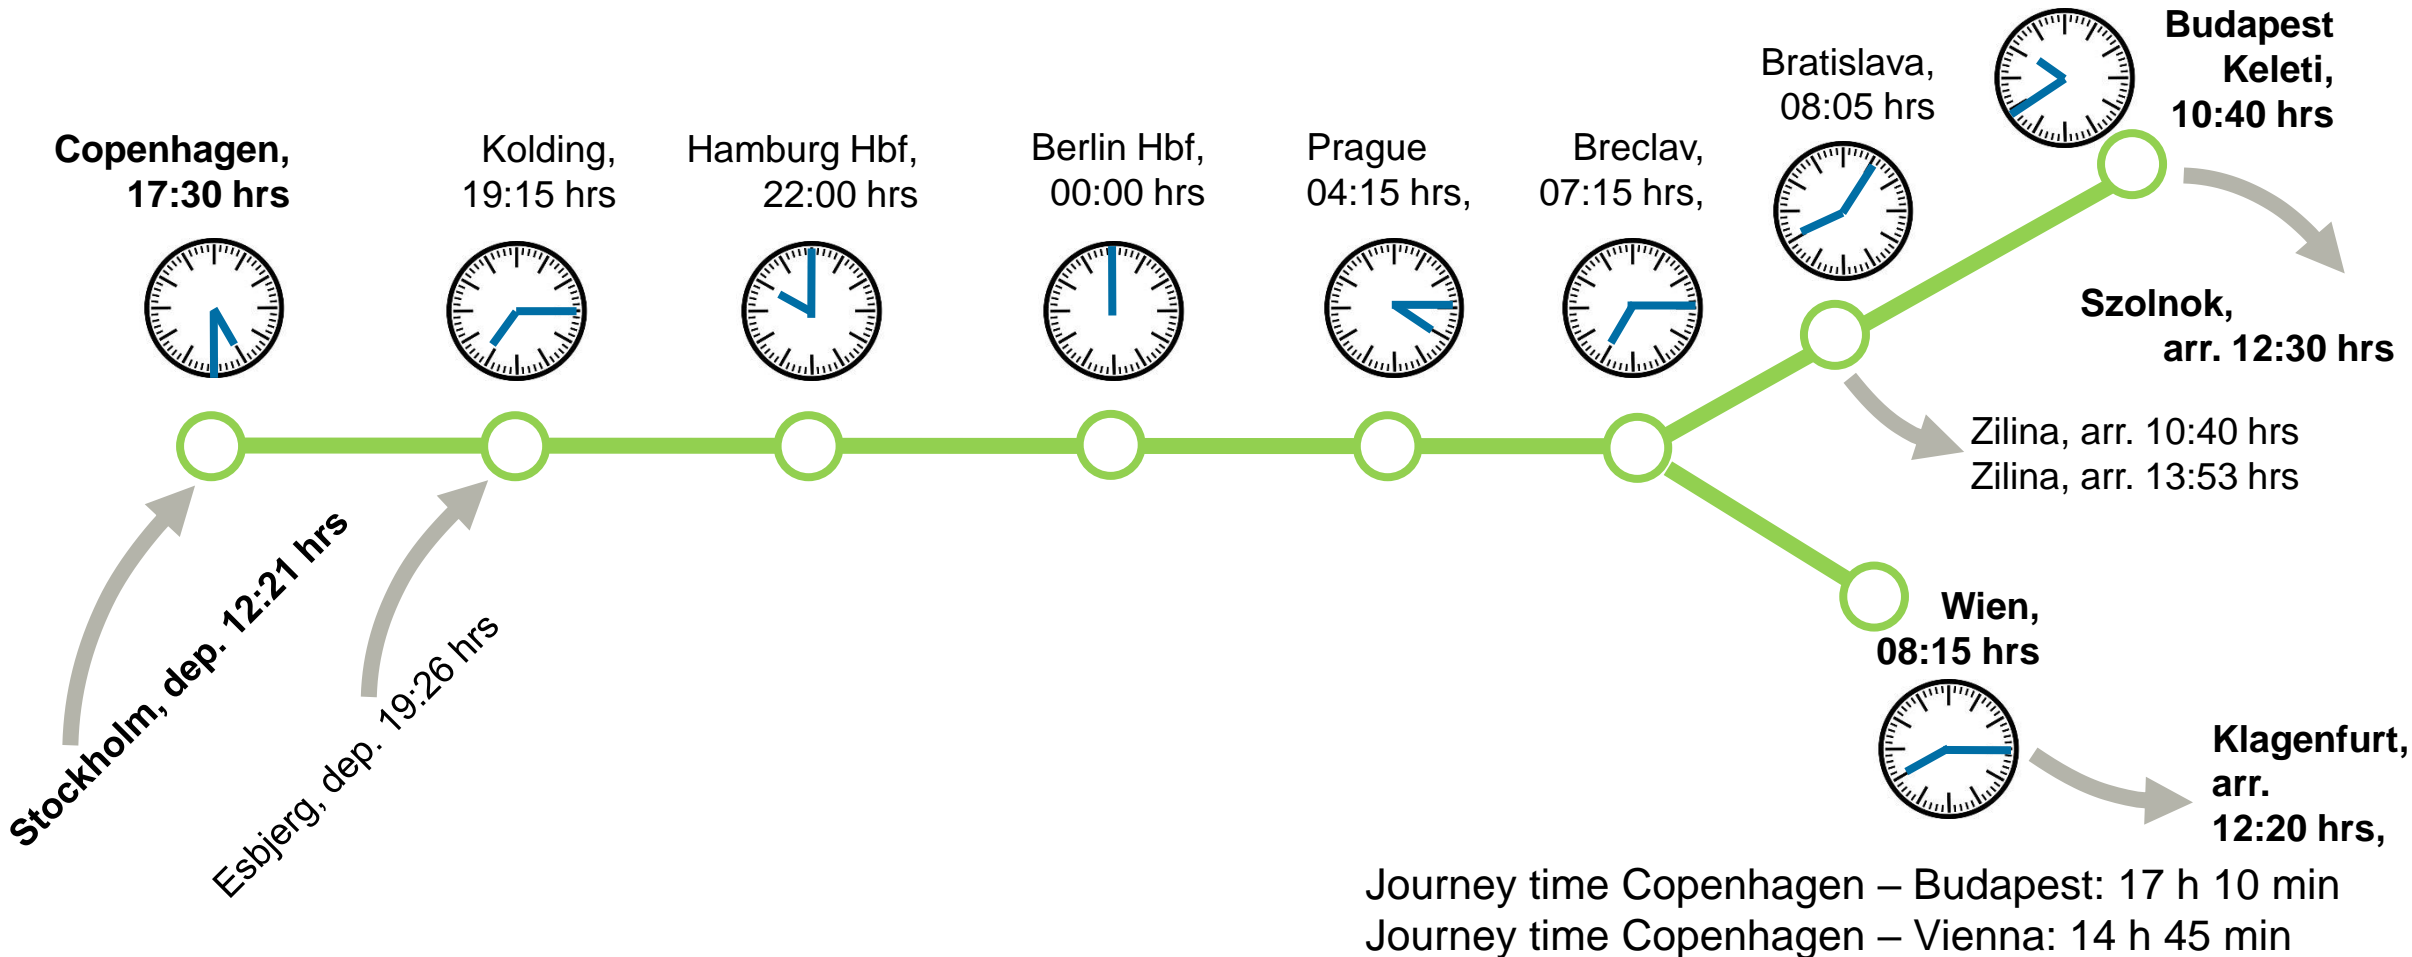 Copenhagen,
17:30 hrs
Kolding,
19:15 hrs
Hamburg Hbf,
22:00 hrs
Berlin Hbf,
00:00 hrs
Prague
04:15 hrs,
Breclav,
07:15 hrs,
Bratislava,
08:05 hrs
Budapest
Keleti,
10:40 hrs
Szolnok,
arr. 12:30 hrs
Zilina, arr. 10:40 hrs
Zilina, arr. 13:53 hrs
Stockholm, dep. 12:21 hrs
Esbjerg, dep. 19:26 hrs
Wien,
08:15 hrs
Klagenfurt,
arr.
12:20 hrs,
Journey time Copenhagen – Budapest: 17 h 10 min
Journey time Copenhagen – Vienna: 14 h 45 min